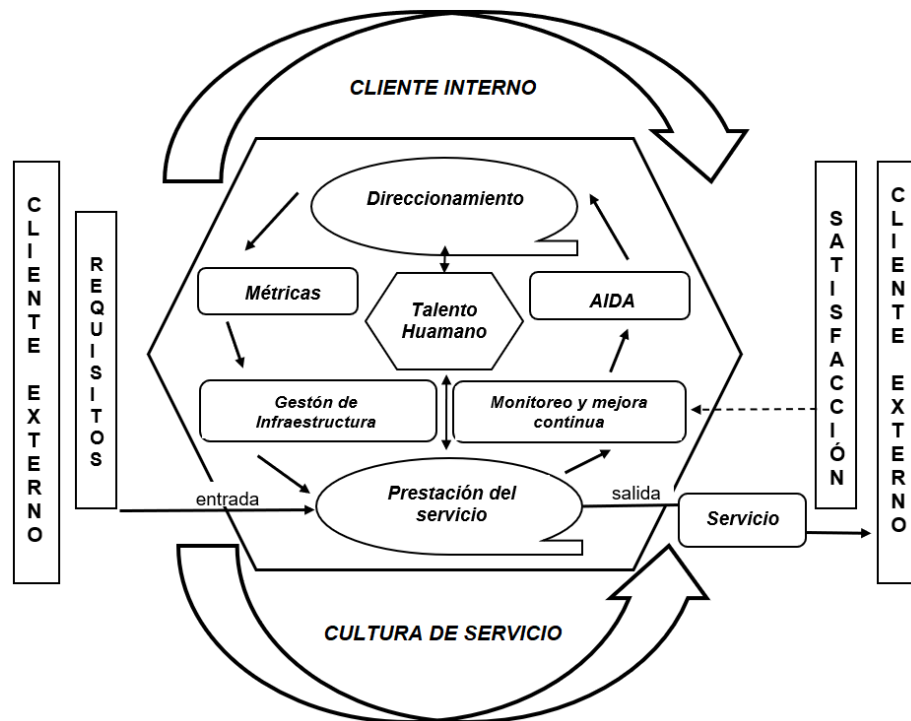 CLIENTE INTERNO
CLIENTE EXTERNO
REQUISITOS
Direccionamiento
Métricas
Talento
Huamano
AIDA
Gestón de
Infraestructura
Monitoreo y mejora
continua
entrada
Prestación del
servicio
salida
Servicio
SATISFACCIÓN
CLIENTE EXTERNO
CULTURA DE SERVICIO